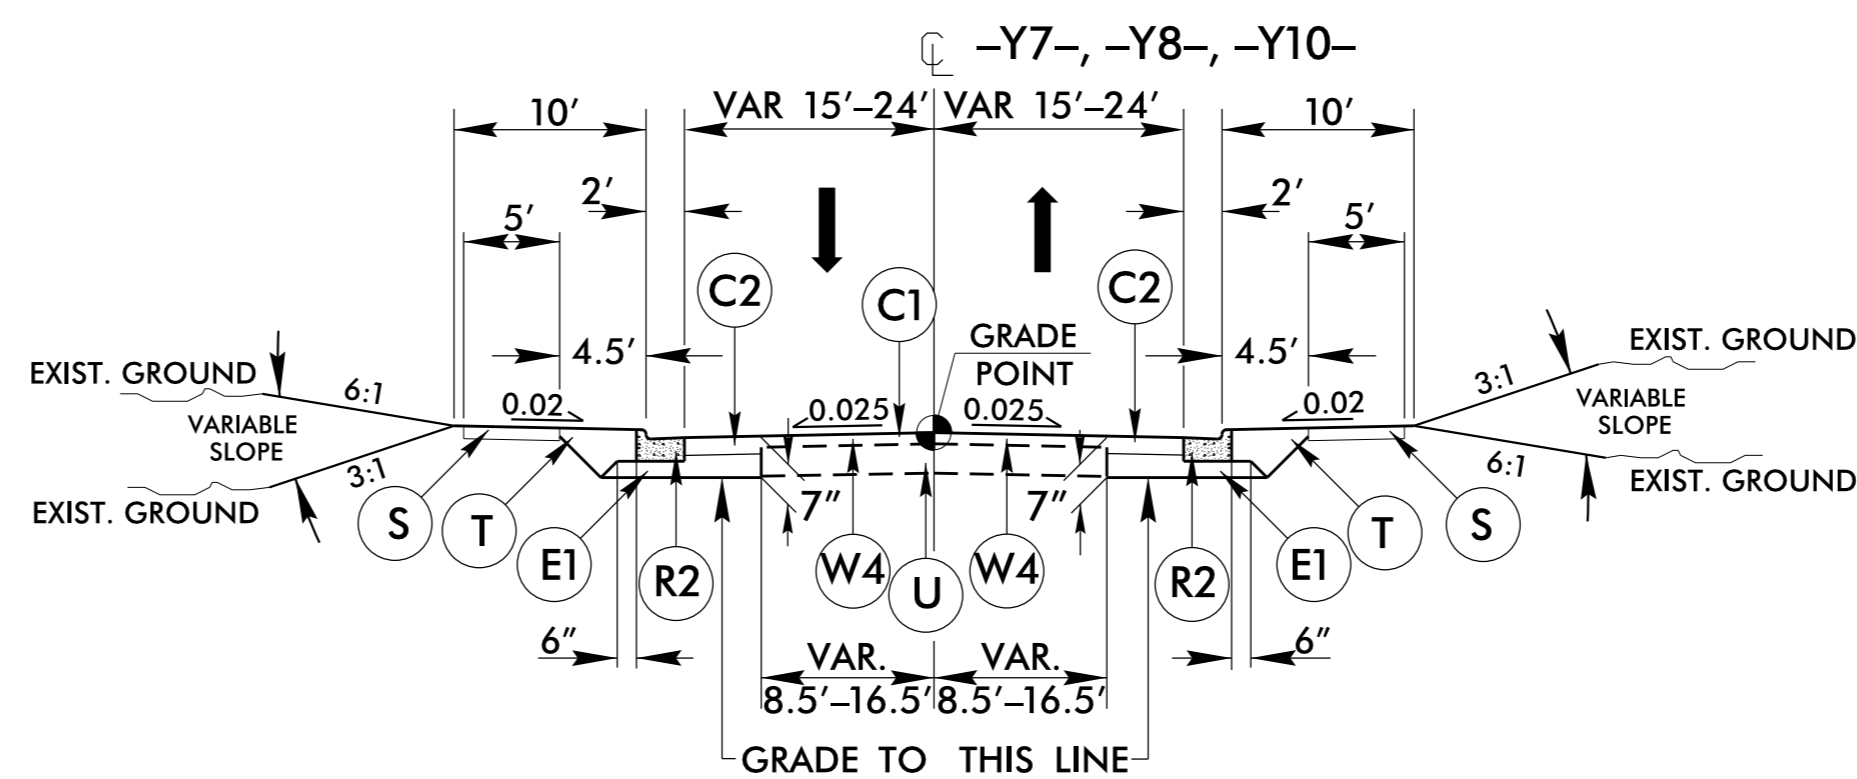 ℄ –Y7–, –Y8–, –Y10–
10′ VAR 15′–24′ VAR 15′–24′ 10′
2′ 2′
5′ 5′
C2 C1 C2
4.5′ GRADE POINT 4.5′
EXIST. GROUND EXIST. GROUND
6:1 0.02 0.025 0.025 0.02 3:1
VARIABLE SLOPE VARIABLE SLOPE
3:1 6:1
EXIST. GROUND EXIST. GROUND
S T 7″ 7″ T S
E1 R2 W4 U W4 R2 E1
6″ VAR. VAR. 6″
8.5′–16.5′ 8.5′–16.5′
GRADE TO THIS LINE